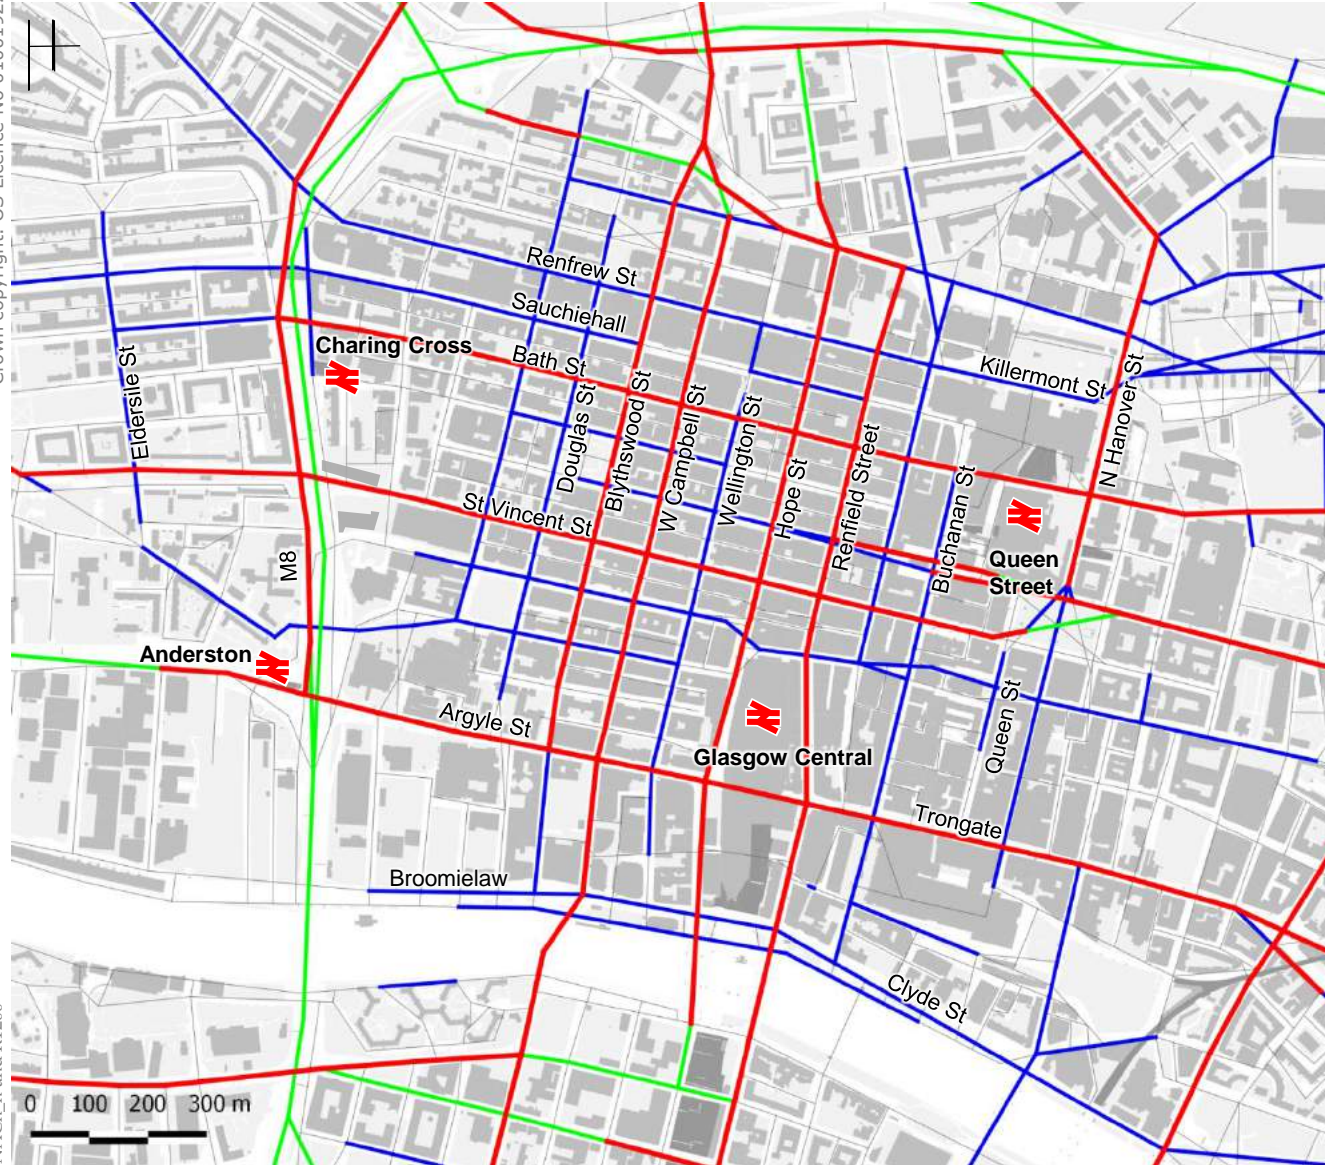 Renfrew St
Sauchiehall
Charing Cross
Bath St
Killermont St
Eldersile St
Douglas St
Blythswood St
W Campbell St
Wellington St
Hope St
Renfield Street
Buchanan St
N Hanover St
St Vincent St
M8
Queen
Street
Anderston
Argyle St
Glasgow Central
Queen St
Trongate
Broomielaw
Clyde St
0 100 200 300 m